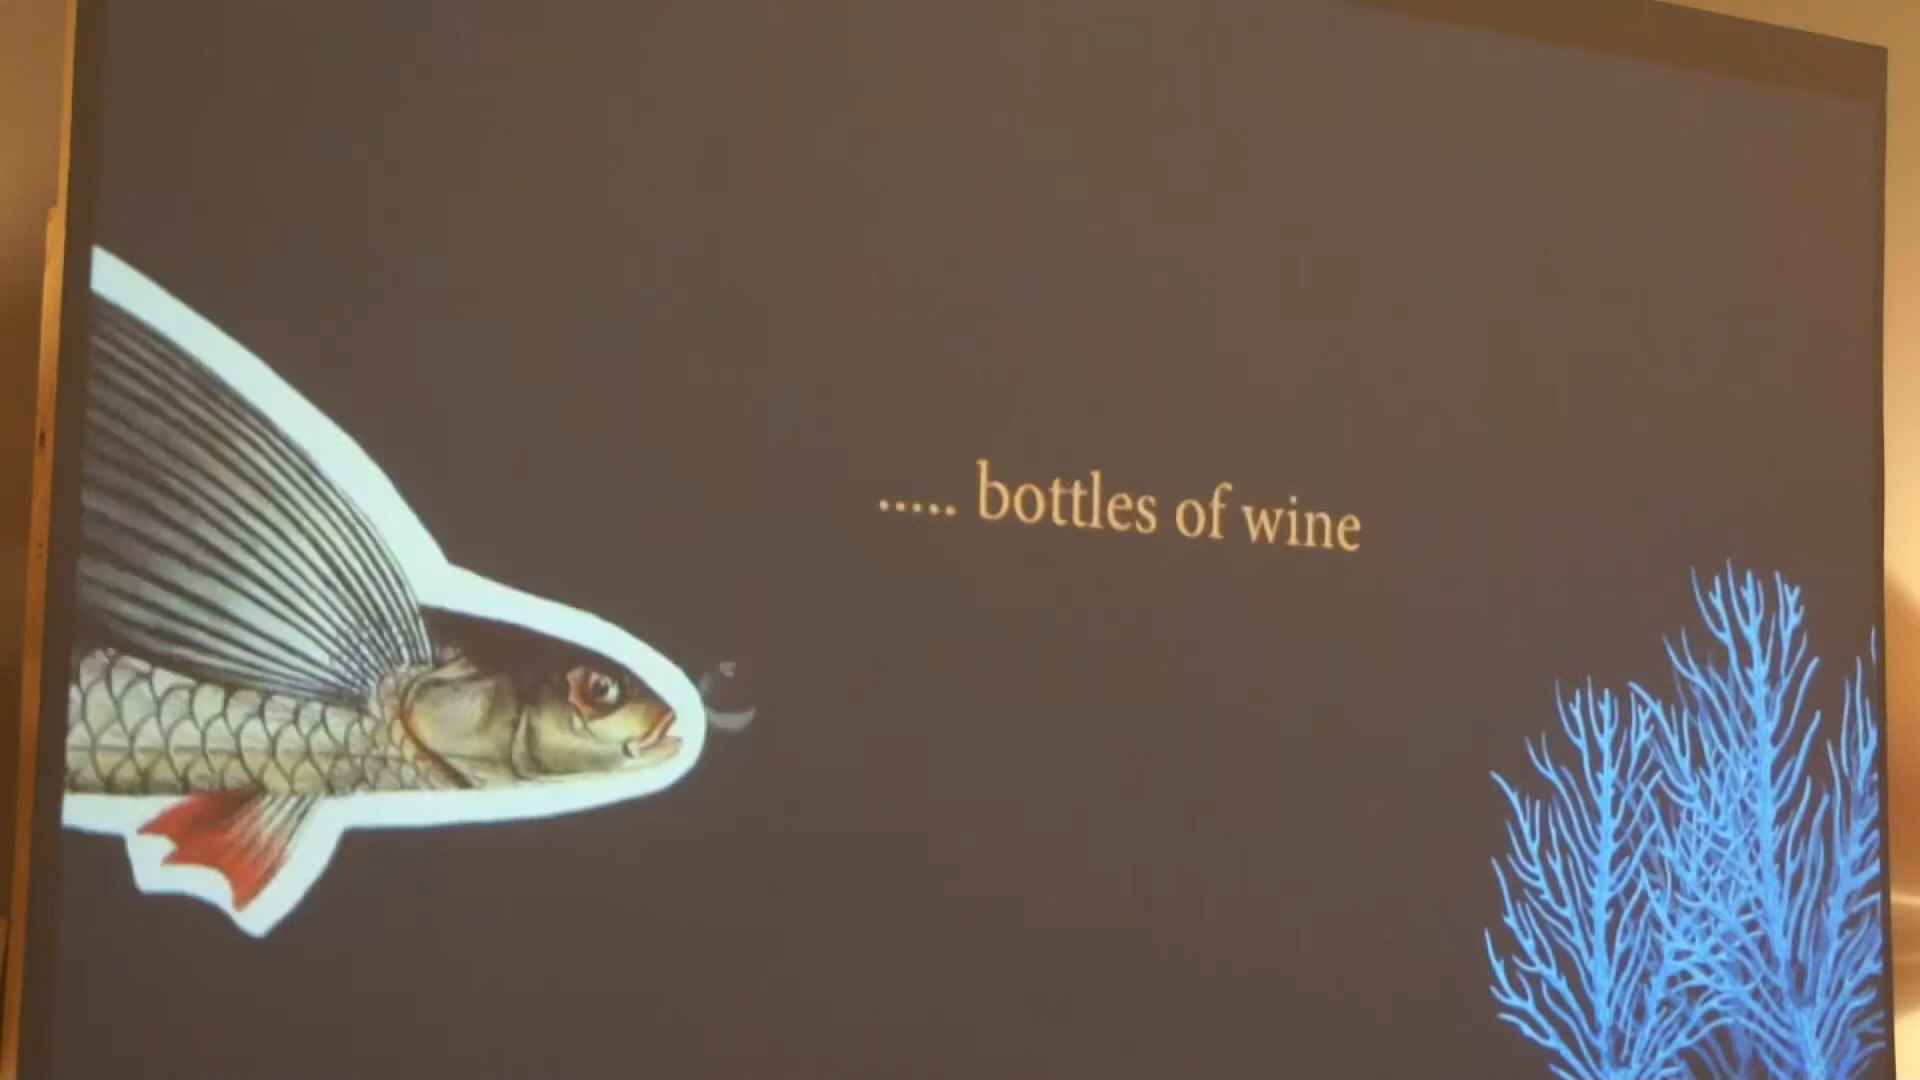 ..... bottles of wine